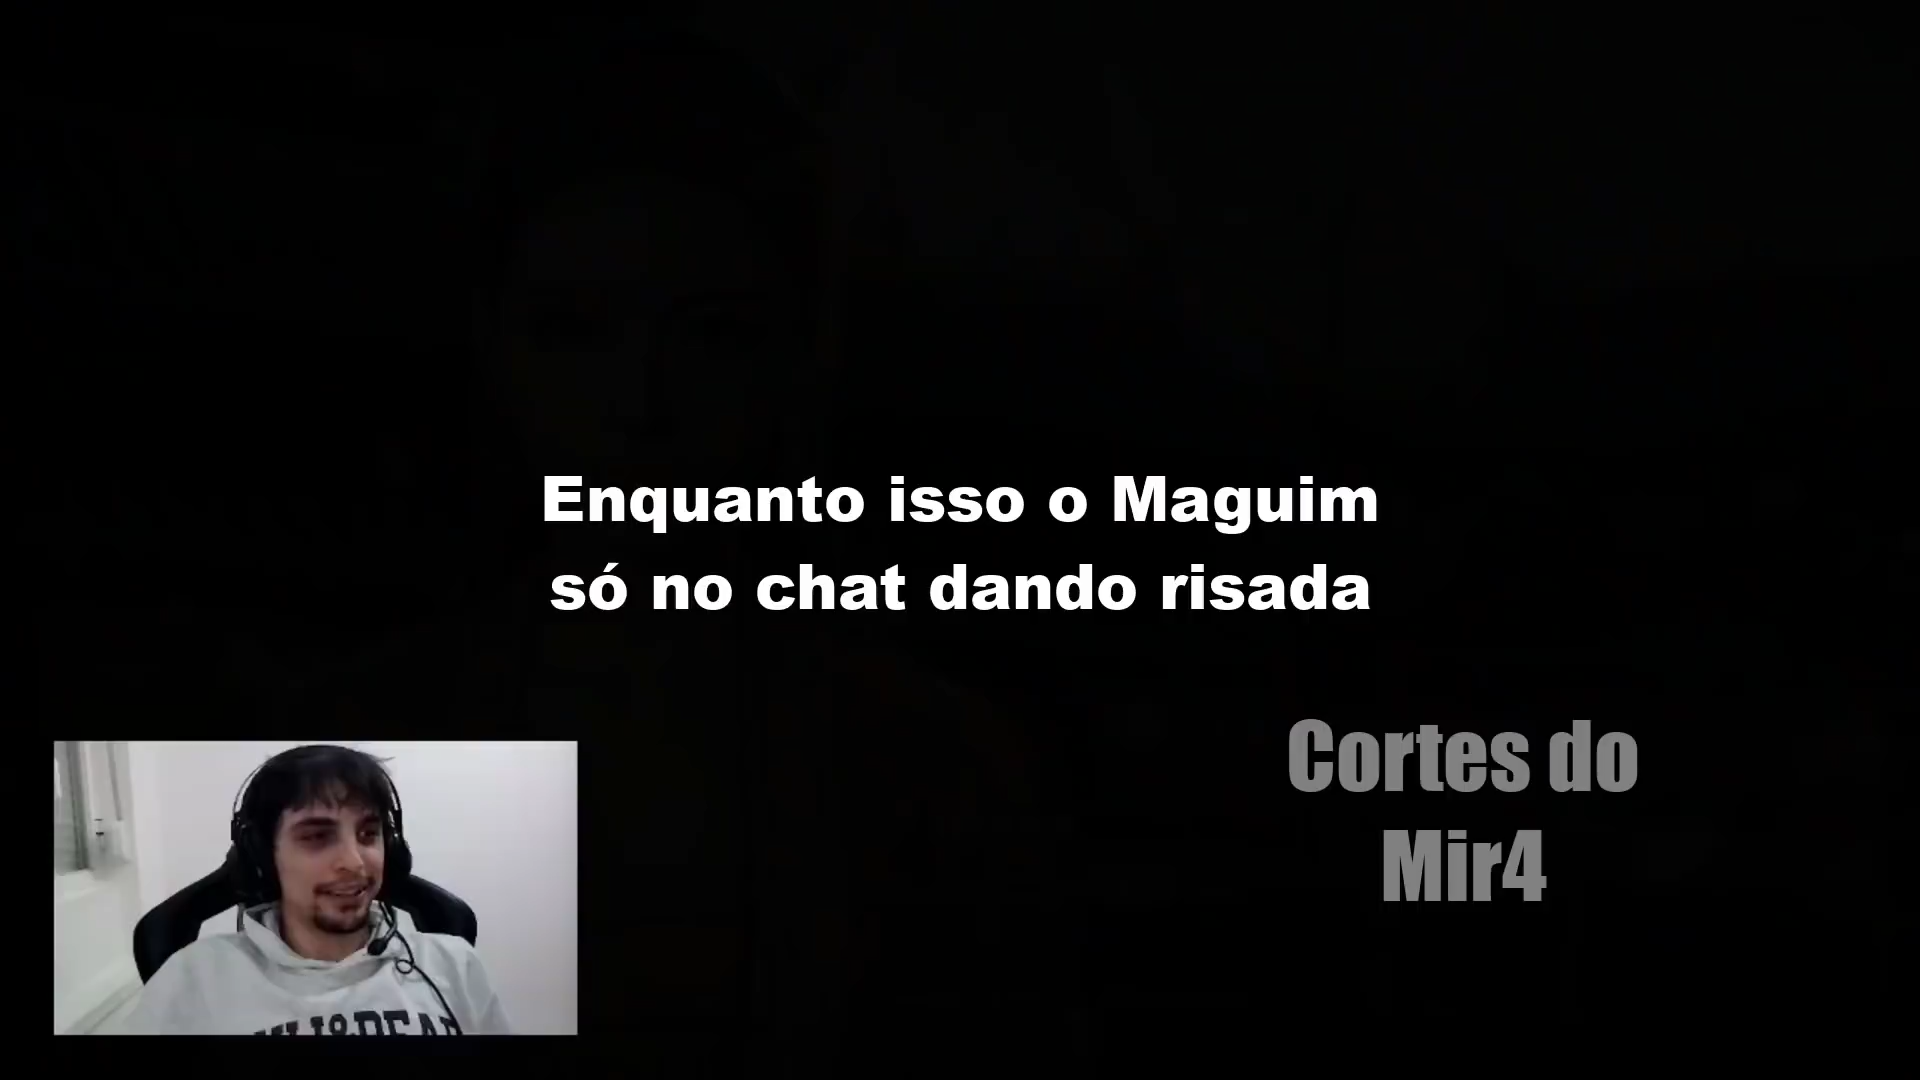 Enquanto isso o Maguim
só no chat dando risada
Cortes do
Mir4